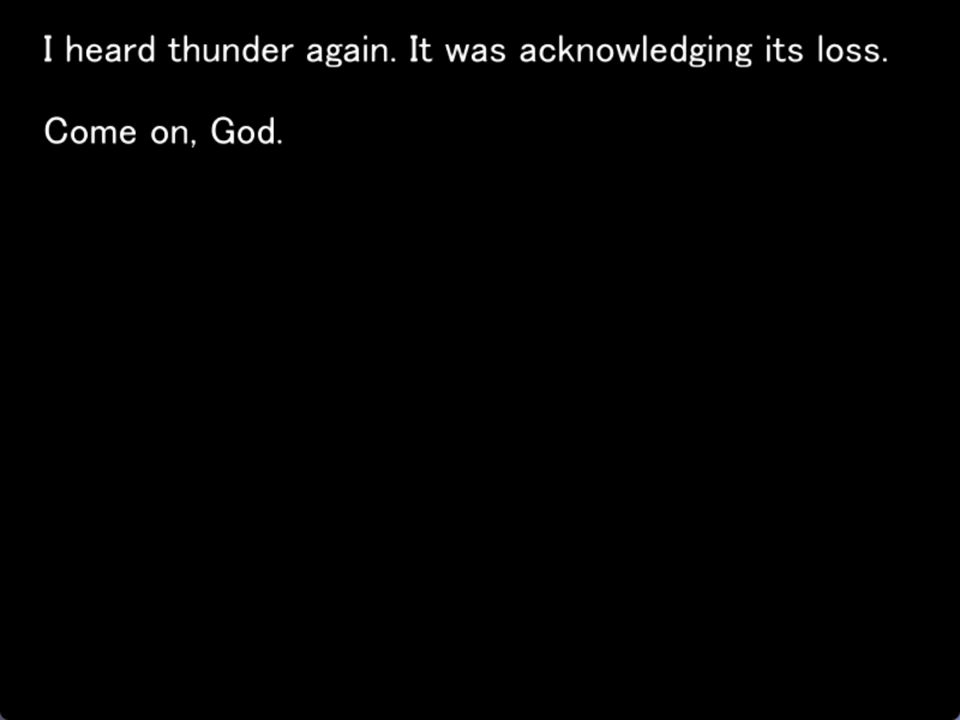 I heard thunder again. It was acknowledging its loss.
Come on, God.